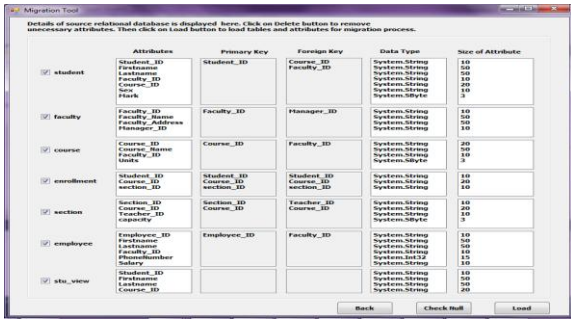 Migration Tool
Details of source relational database is displayed here. Click on Delete button to remove
unecessary attributes. Then click on Load button to load tables and attributes for migration process.
Attributes Primary Key Foreign Key Data Type Size of Attribute
student
Student_ID
Firstname
Lastname
Faculty_ID
Course_ID
Sex
Mark
Student_ID
Course_ID
Faculty_ID
System.String
System.String
System.String
System.String
System.String
System.String
System.SByte
10
50
50
10
20
10
3
faculty
Faculty_ID
Faculty_Name
Faculty_Address
Manager_ID
Faculty_ID
Manager_ID
System.String
System.String
System.String
System.String
10
50
50
10
course
Course_ID
Course_Name
Faculty_ID
Units
Course_ID
Faculty_ID
System.String
System.String
System.String
System.SByte
20
50
10
3
enrollment
Student_ID
Course_ID
section_ID
Student_ID
Course_ID
section_ID
Student_ID
Course_ID
section_ID
System.String
System.String
System.String
10
20
10
section
Section_ID
Course_ID
Teacher_ID
capacity
Section_ID
Course_ID
Teacher_ID
Course_ID
System.String
System.String
System.String
System.SByte
10
20
10
3
employee
Employee_ID
Firstname
Lastname
Faculty_ID
PhoneNumber
Salary
Employee_ID
Faculty_ID
System.String
System.String
System.String
System.String
System.Int32
System.String
10
50
50
10
15
10
stu_view
Student_ID
Firstname
Lastname
Course_ID
System.String
System.String
System.String
System.String
10
50
50
20
Back Check Null Load